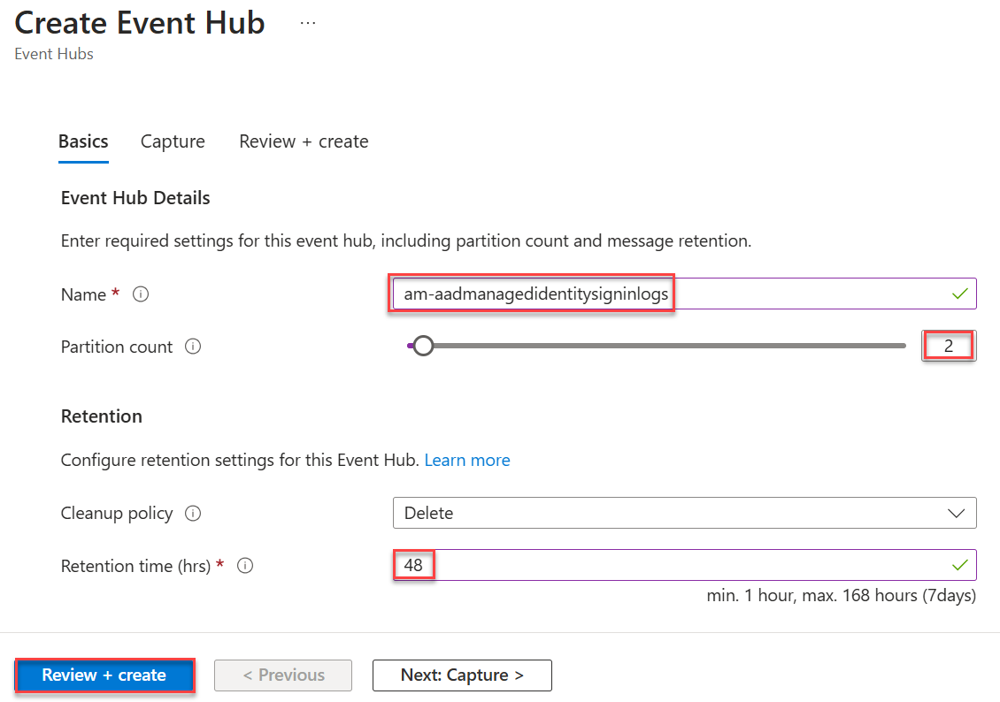 Create Event Hub ...
Event Hubs
Basics Capture Review + create
Event Hub Details
Enter required settings for this event hub, including partition count and message retention.
Name * am-aadmanagedidentitysigninlogs
Partition count 2
Retention
Configure retention settings for this Event Hub. Learn more
Cleanup policy Delete
Retention time (hrs) * 48
min. 1 hour, max. 168 hours (7days)
Review + create < Previous Next: Capture >